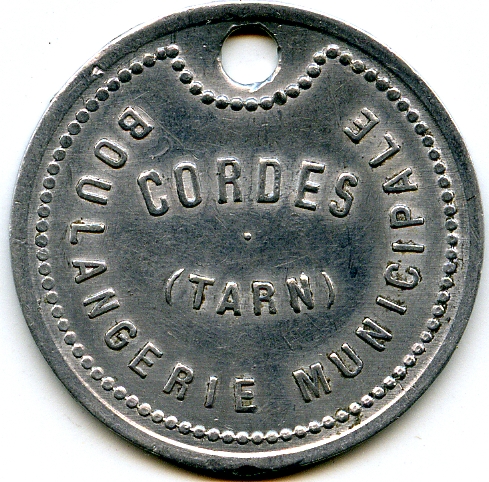 CORDES
(TARN)
BOULANGERIE MUNICIPALE